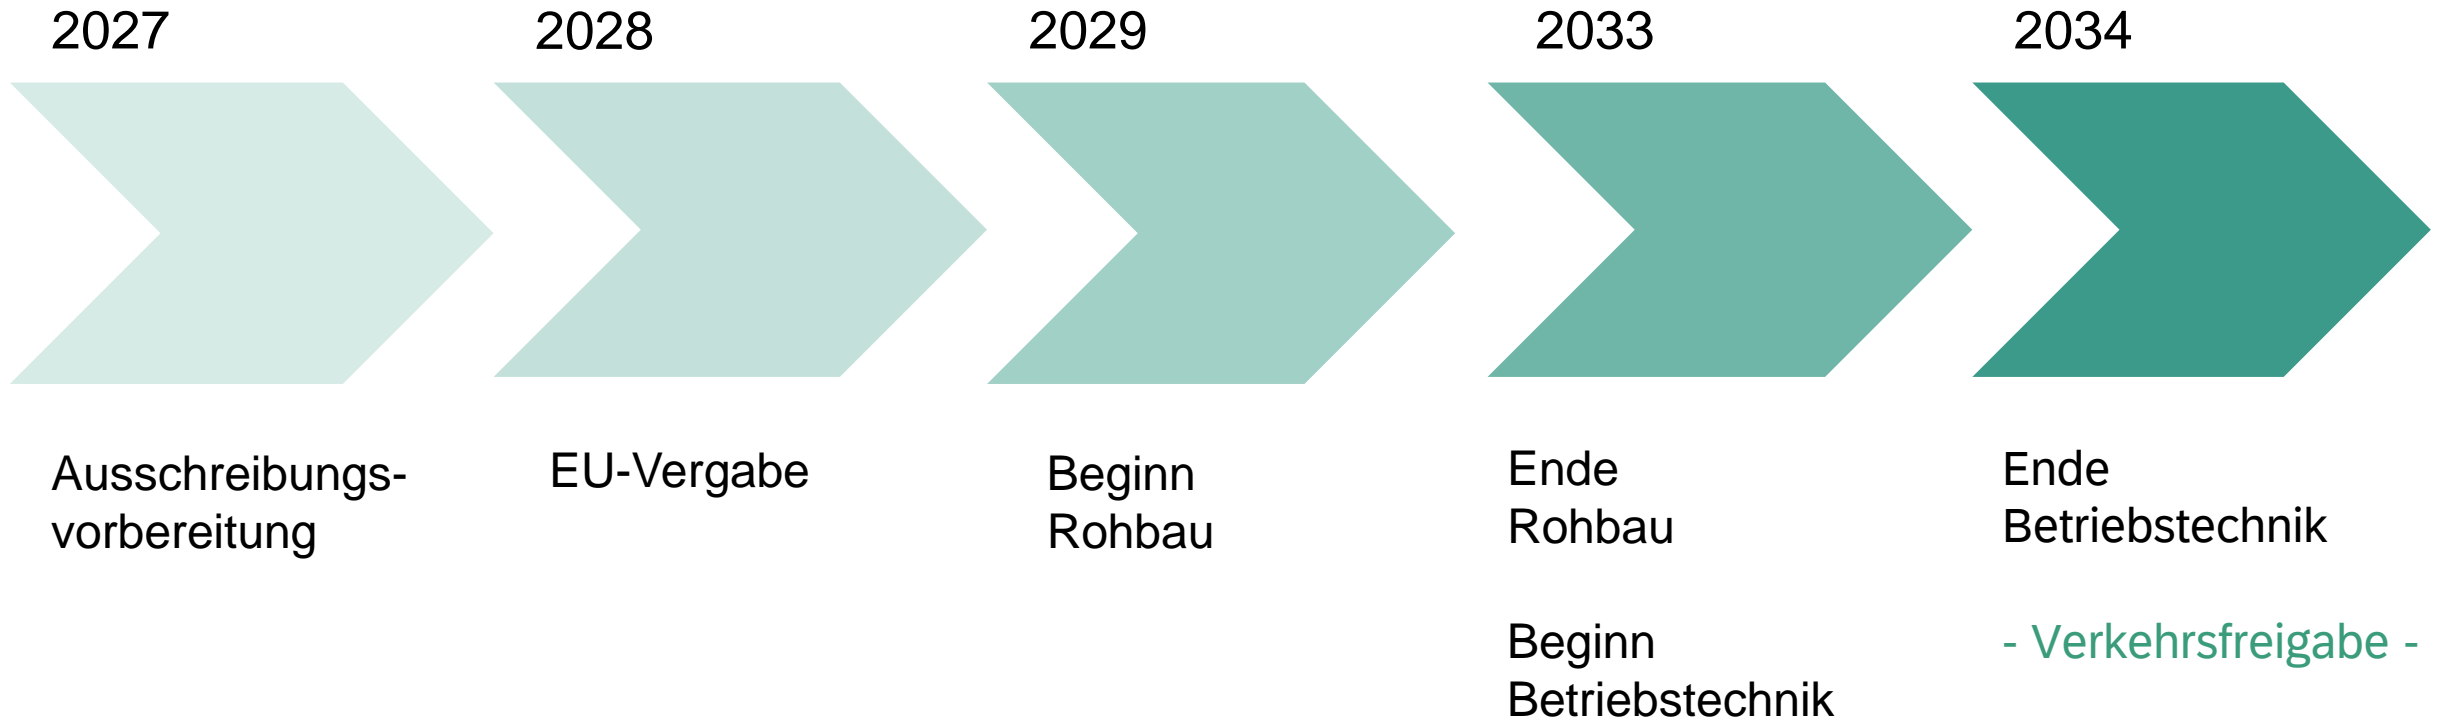 2027
2028
2029
2033
2034
Ausschreibungs-
vorbereitung
EU-Vergabe
Beginn
Rohbau
Ende
Rohbau
Beginn
Betriebstechnik
Ende
Betriebstechnik
- Verkehrsfreigabe -